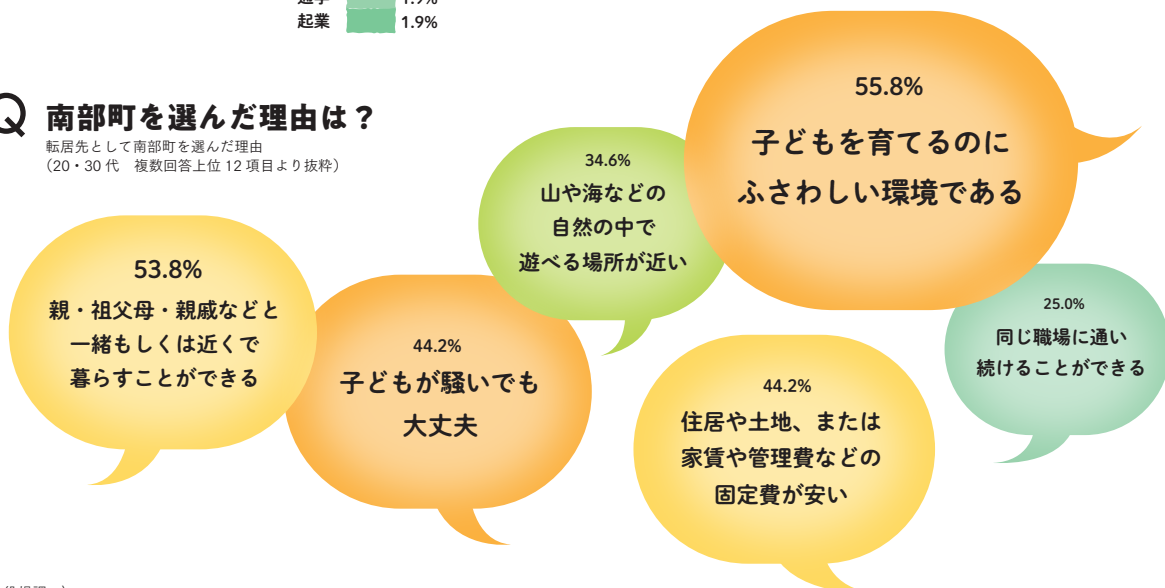 1.9%
起業 1.9%
Q 南部町を選んだ理由は？
転居先として南部町を選んだ理由
（20・30 代　複数回答上位 12 項目より抜粋）
55.8%
子どもを育てるのに
ふさわしい環境である
34.6%
山や海などの
自然の中で
遊べる場所が近い
53.8%
親・祖父母・親戚などと
一緒もしくは近くで
暮らすことができる
44.2%
子どもが騒いでも
大丈夫
25.0%
同じ職場に通い
続けることができる
44.2%
住居や土地、または
家賃や管理費などの
固定費が安い